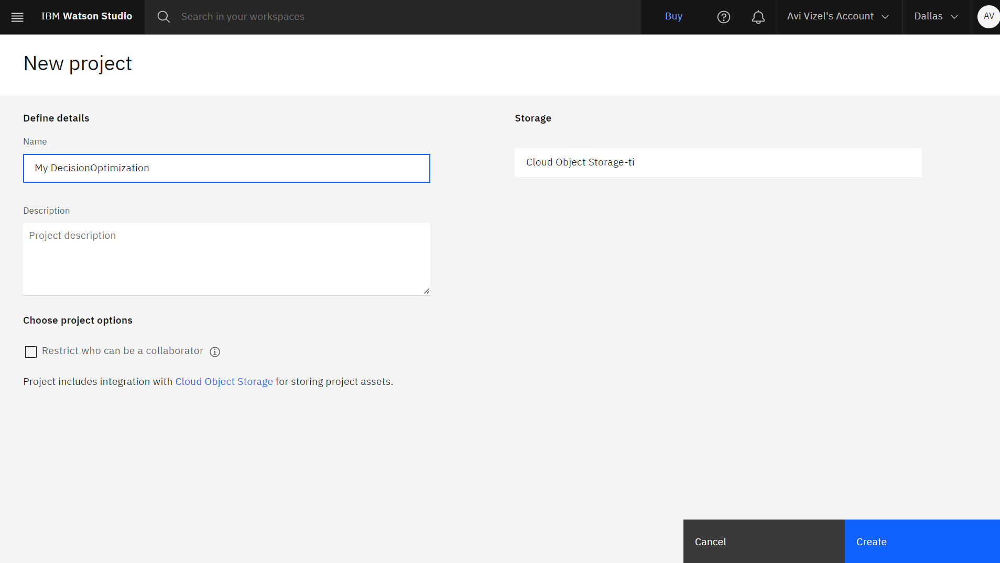 IBM Watson Studio
Search in your workspaces
Buy
Avi Vizel's Account
Dallas
AV
New project
Define details
Name
My DecisionOptimization
Description
Project description
Choose project options
Restrict who can be a collaborator
Project includes integration with Cloud Object Storage for storing project assets.
Storage
Cloud Object Storage-ti
Cancel
Create